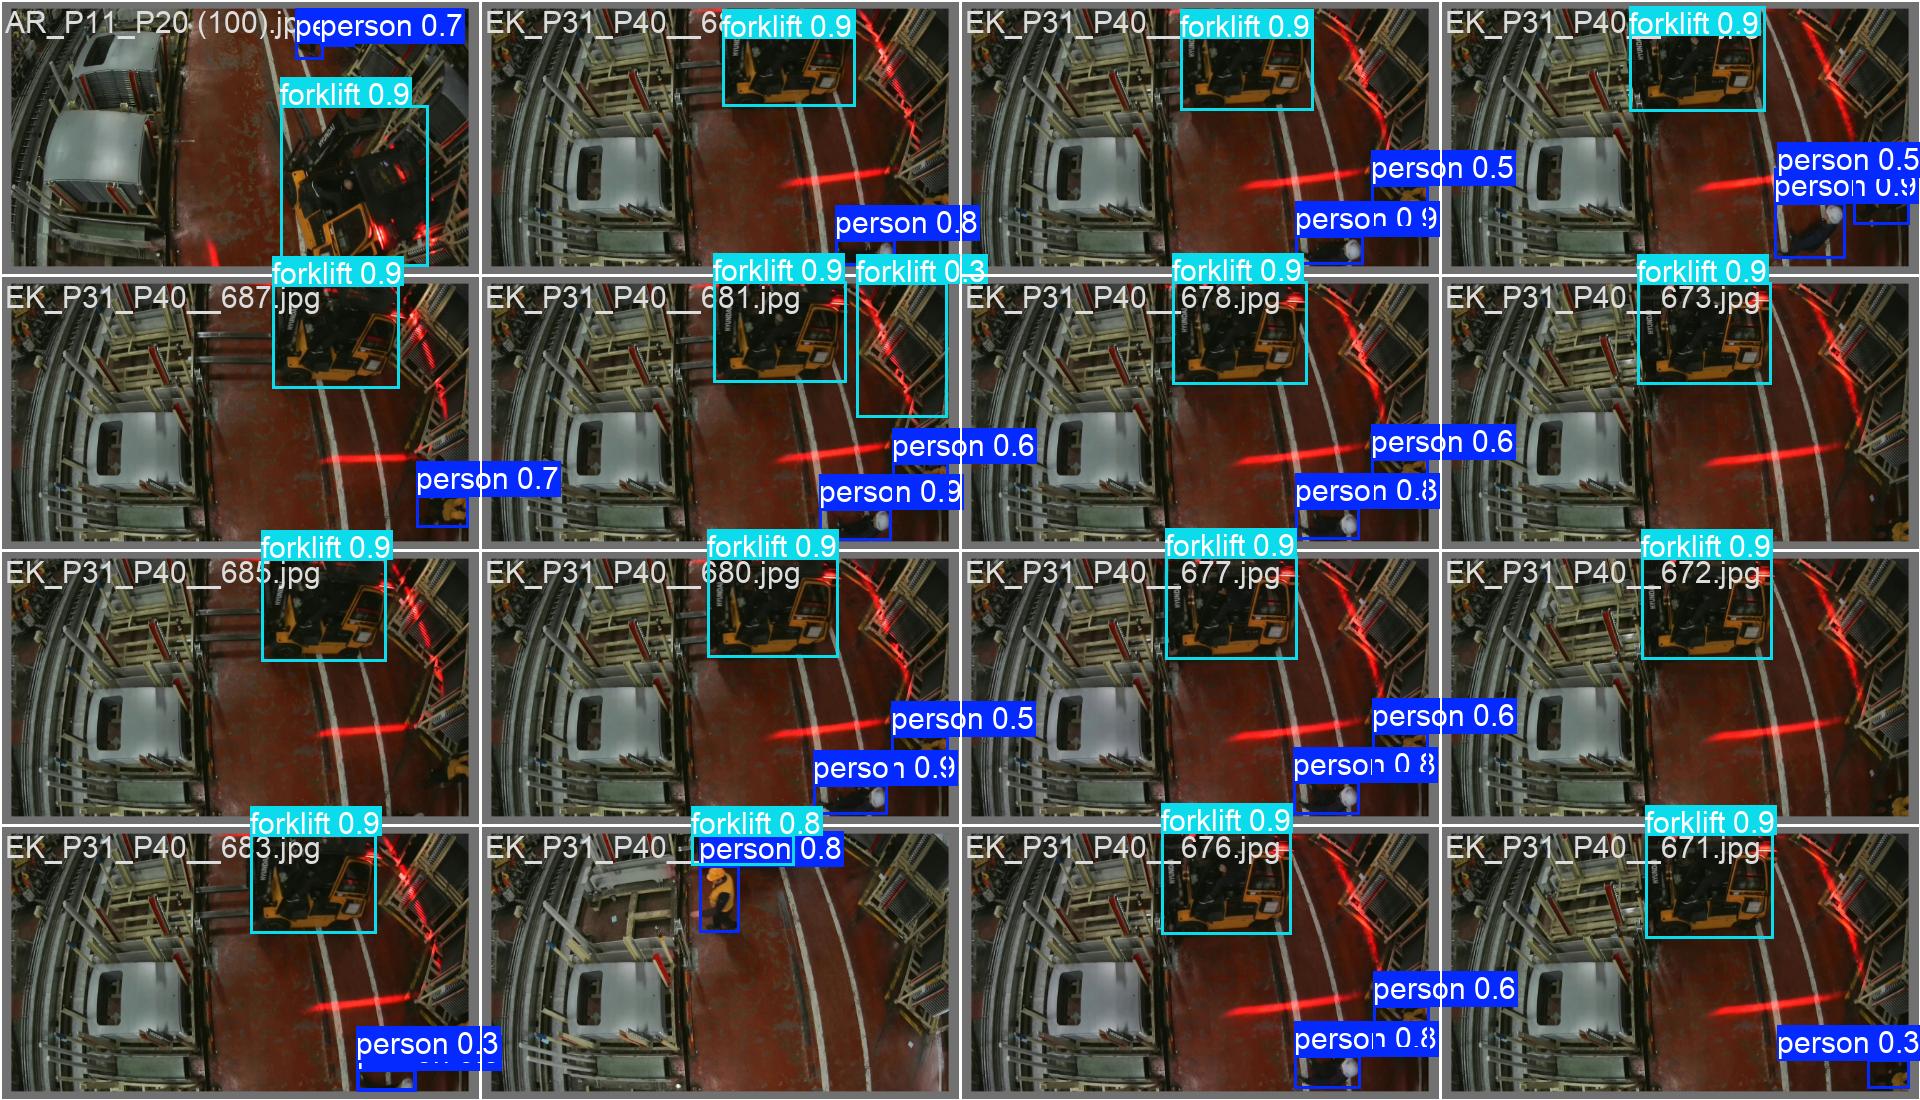 AR_P11_P20 (100).jp
person 0.7
forklift 0.9
EK_P31_P40__68
forklift 0.9
person 0.8
EK_P31_P40__
forklift 0.9
person 0.5
person 0.9
EK_P31_P40_
forklift 0.9
person 0.5
person 0.9
EK_P31_P40__687.jpg
forklift 0.9
person 0.7
EK_P31_P40__681.jpg
forklift 0.9
forklift 0.3
person 0.6
person 0.9
EK_P31_P40__678.jpg
forklift 0.9
person 0.6
person 0.8
EK_P31_P40__673.jpg
forklift 0.9
EK_P31_P40__685.jpg
forklift 0.9
EK_P31_P40__680.jpg
forklift 0.9
person 0.5
person 0.9
EK_P31_P40__677.jpg
forklift 0.9
person 0.6
person 0.8
EK_P31_P40__672.jpg
forklift 0.9
EK_P31_P40__683.jpg
forklift 0.9
person 0.3
EK_P31_P40__
forklift 0.8
person 0.8
EK_P31_P40__676.jpg
forklift 0.9
person 0.6
person 0.8
EK_P31_P40__671.jpg
forklift 0.9
person 0.3